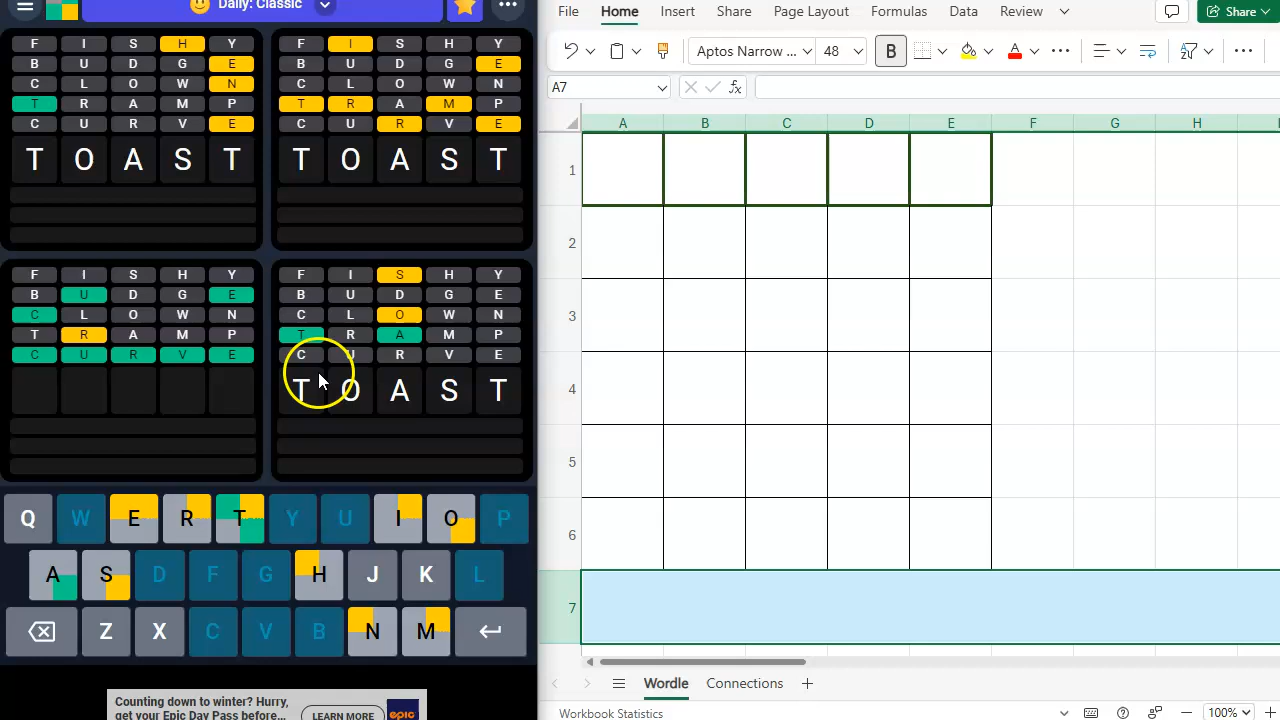 Daily: Classic
F I S H Y
B U D G E
C L O W N
T R A M P
C U R V E
T O A S T
F I S H Y
B U D G E
C L O W N
T R A M P
C U R V E
T O A S T
F I S H Y
B U D G E
C L O W N
T R A M P
C U R V E
F I S H Y
B U D G E
C L O W N
T R A M P
C U R V E
T O A S T
Q W E R T Y U I O P
A S D F G H J K L
Z X C V B N M
Counting down to winter? Hurry,
get your Epic Day Pass before...
LEARN MORE
epic
File Home Insert Share Page Layout Formulas Data Review
Share
Aptos Narrow ... 48 B A
A7 fx
A B C D E F G H
1
2
3
4
5
6
7
Wordle Connections
Workbook Statistics
100%